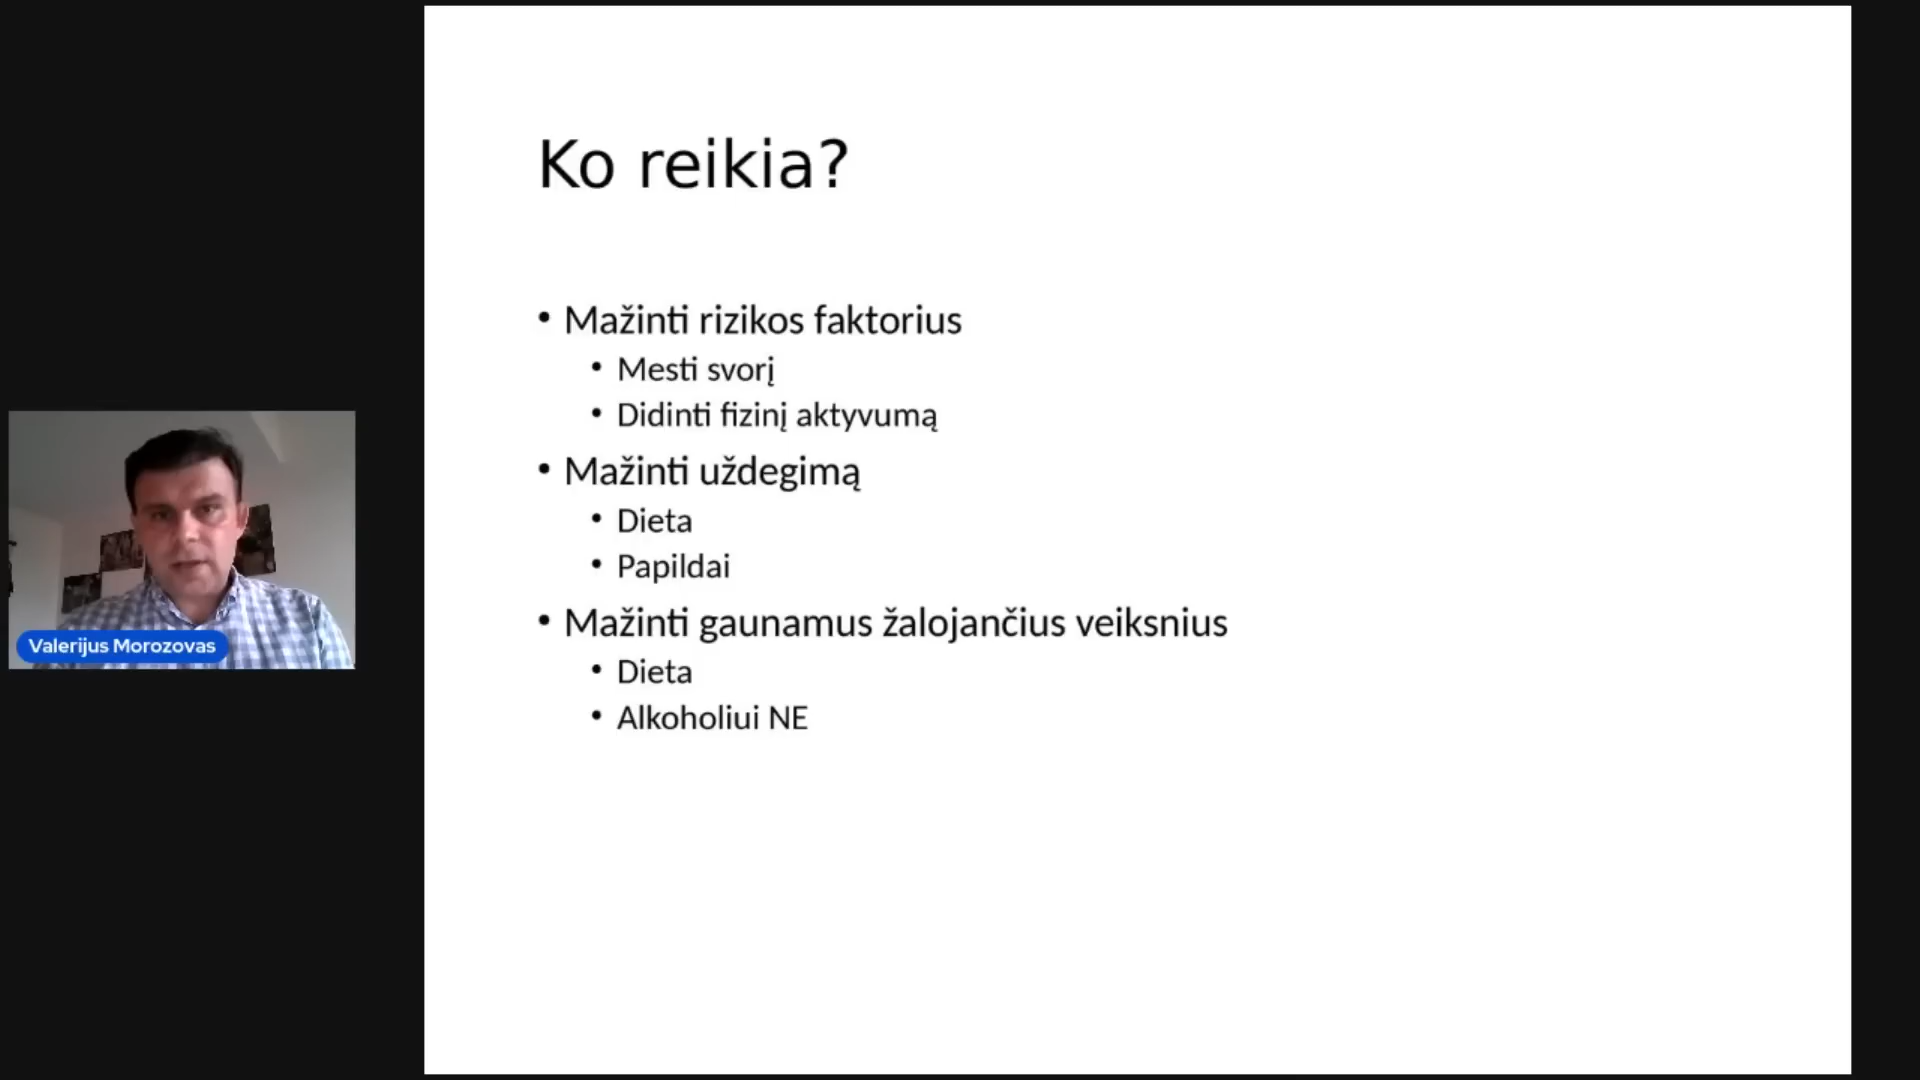 Ko reikia?
• Mažinti rizikos faktorius
• Mesti svorį
• Didinti fizinį aktyvumą
• Mažinti uždegimą
• Dieta
• Papildai
• Mažinti gaunamus žalojančius veiksnius
• Dieta
• Alkoholiui NE
Valerijus Morozovas